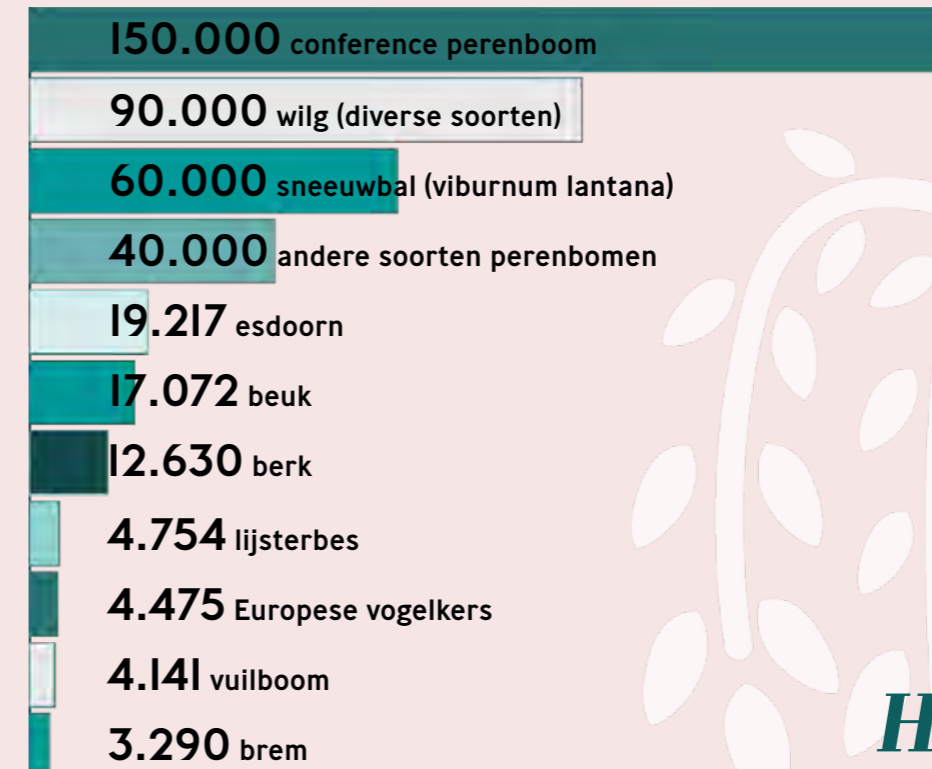 150.000 conference perenboom
90.000 wilg (diverse soorten)
60.000 sneeuwbal (viburnum lantana)
40.000 andere soorten perenbomen
19.217 esdoorn
17.072 beuk
12.630 berk
4.754 lijsterbes
4.475 Europese vogelkers
4.141 vuilboom
H
3.290 brem